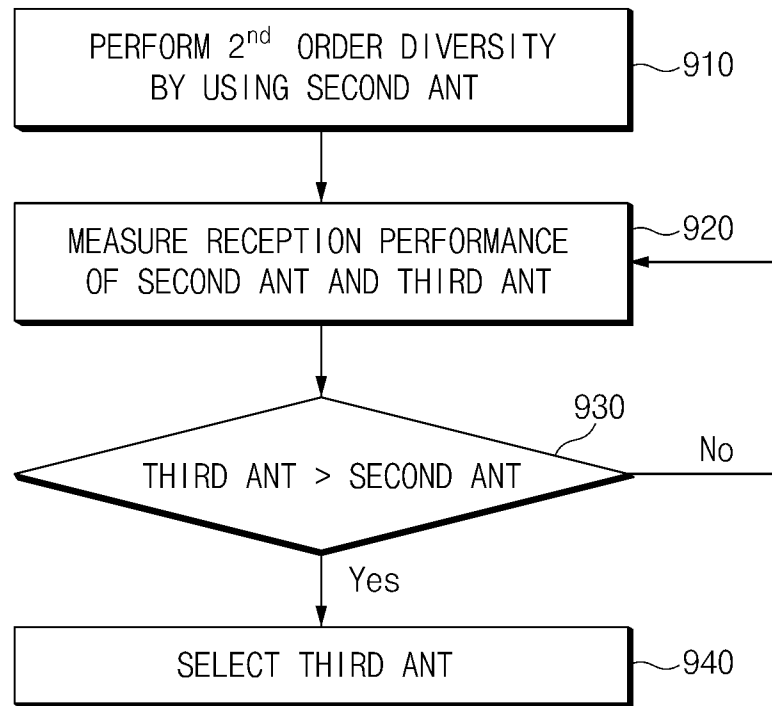 PERFORM 2nd ORDER DIVERSITY
BY USING SECOND ANT
910
MEASURE RECEPTION PERFORMANCE
OF SECOND ANT AND THIRD ANT
920
930
THIRD ANT > SECOND ANT
No
Yes
SELECT THIRD ANT
940